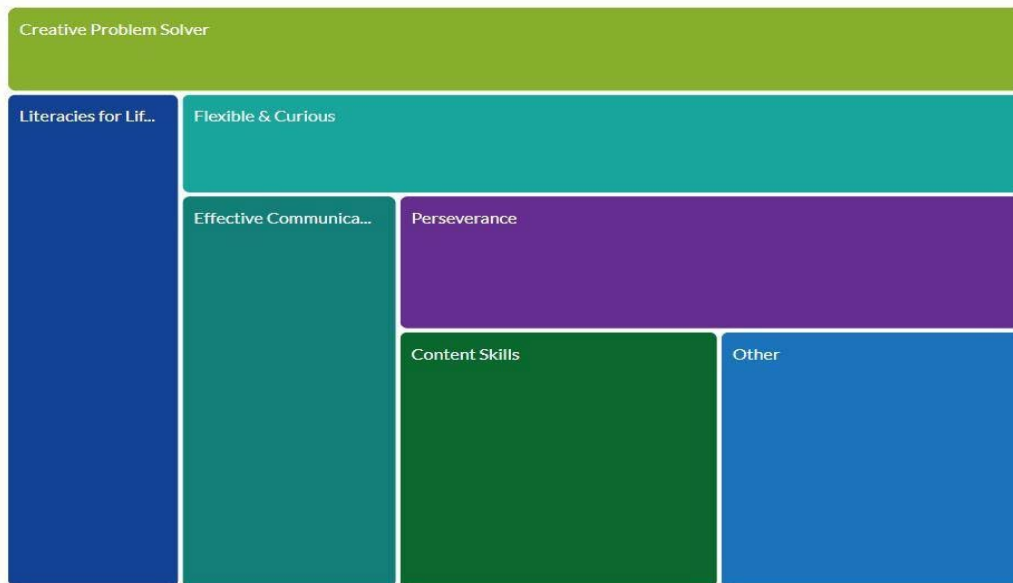 Creative Problem Solver
Literacies for Lif...
Flexible & Curious
Effective Communica...
Perseverance
Content Skills
Other